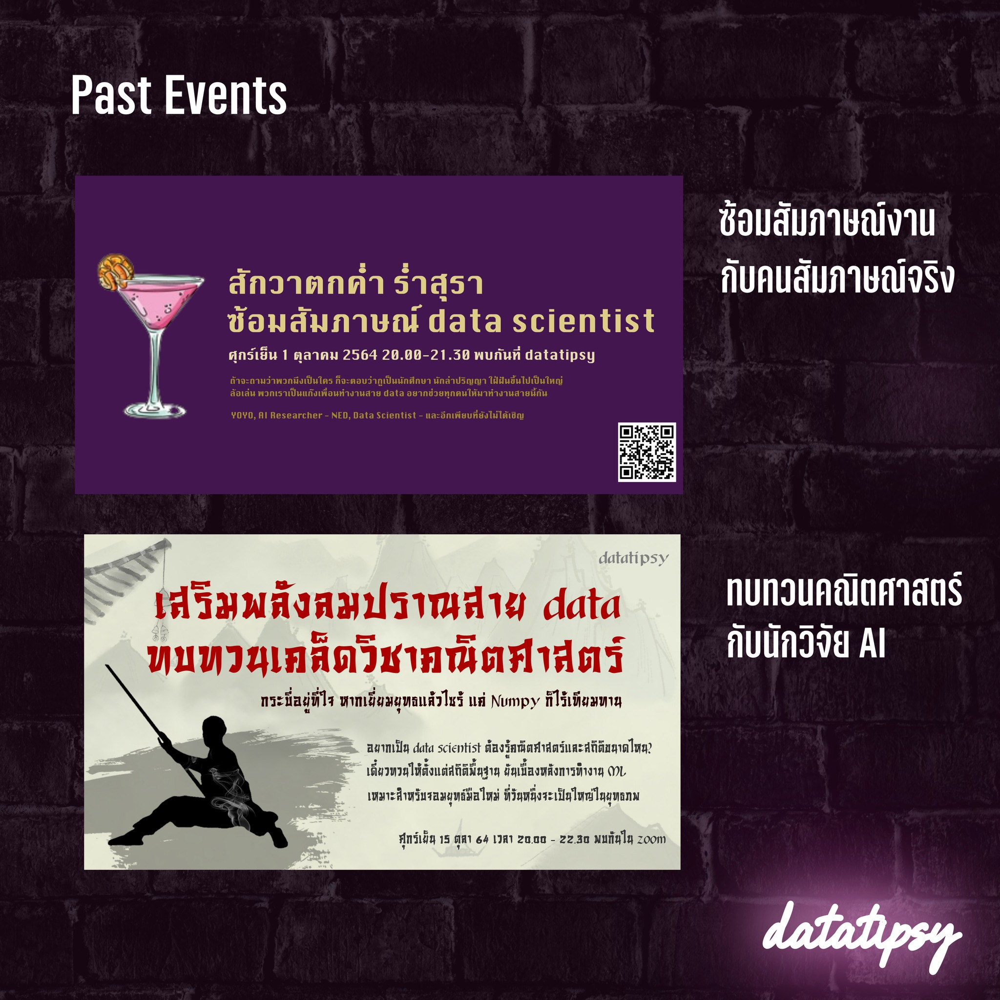 Past Events
สักวาตกค่ำ ร่ำสุรา
ซ้อมสัมภาษณ์ data scientist
ศุกร์เย็น 1 ตุลาคม 2564 20.00-21.30 พบกันที่ datatipsy
ถ้าจะถามว่าพวกมึงเป็นใคร ก็จะตอบว่ากูเป็นนักศึกษา นักล่าปริญญา ใฝ่ฝันขึ้นไปเป็นใหญ่
ล้อเล่น พวกเราเป็นแก๊งเพื่อนทำงานสาย data อยากช่วยทุกคนให้มาทำงานสายนี้กัน
YOYO, AI Researcher - NED, Data Scientist - และอีกเพียบที่ยังไม่ได้เชิญ
ซ้อมสัมภาษณ์งาน
กับคนสัมภาษณ์จริง
datatipsy
เสริมพลังลมปราณสาย data
ทบทวนเคล็ดวิชาคณิตศาสตร์
กระบี่อยู่ที่ใจ หากเยี่ยมยุทธแล้วไซร้ แค่ Numpy ก็ไร้เทียมทาน
อยากเป็น data scientist ต้องรู้คณิตศาสตร์และสถิติขนาดไหน?
เดี๋ยวทวนให้ตั้งแต่สถิติพื้นฐาน ยันเบื้องหลังการทำงาน ML
เหมาะสำหรับจอมยุทธ์มือใหม่ ที่วันหนึ่งจะเป็นใหญ่ในยุทธภพ
ศุกร์เย็น 15 ตุลา 64 เวลา 20.00 - 22.30 พบกันใน zoom
ทบทวนคณิตศาสตร์
กับนักวิจัย AI
datatipsy